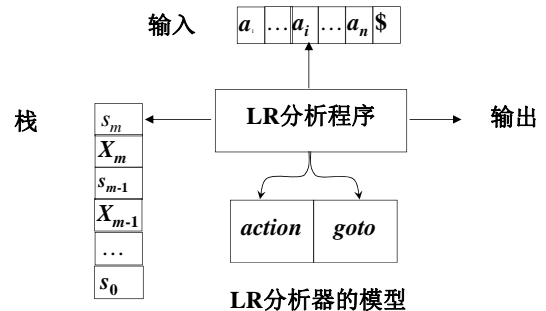 输入
a₁ … aᵢ … aₙ $
LR分析程序
栈
输出
sₘ
Xₘ
sₘ₋₁
Xₘ₋₁
…
s₀
action goto
LR分析器的模型